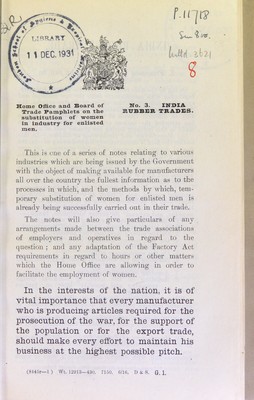 P.11718
LIBRARY
11 DEC. 1931
8
Home Office and Board of
Trade Pamphlets on the
substitution of women
in industry for enlisted
men.
No. 3. INDIA
RUBBER TRADES.
This is one of a series of notes relating to various
industries which are being issued by the Government
with the object of making available for manufacturers
all over the country the fullest information as to the
processes in which, and the methods by which, tem-
porary substitution of women for enlisted men is
already being successfully carried out in their trade.
The notes will also give particulars of any
arrangements made between the trade associations
of employers and operatives in regard to the
question; and any adaptation of the Factory Act
requirements in regard to hours or other matters
which the Home Office are allowing in order to
facilitate the employment of women.
In the interests of the nation, it is of
vital importance that every manufacturer
who is producing articles required for the
prosecution of the war, for the support of
the population or for the export trade,
should make every effort to maintain his
business at the highest possible pitch.
D & S. G. 1.